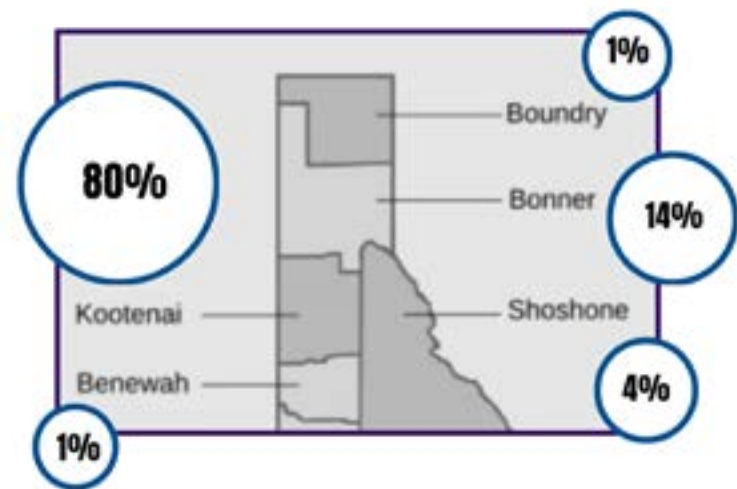 1%
Boundry
80%
Bonner
14%
Kootenai
Shoshone
Benewah
4%
1%